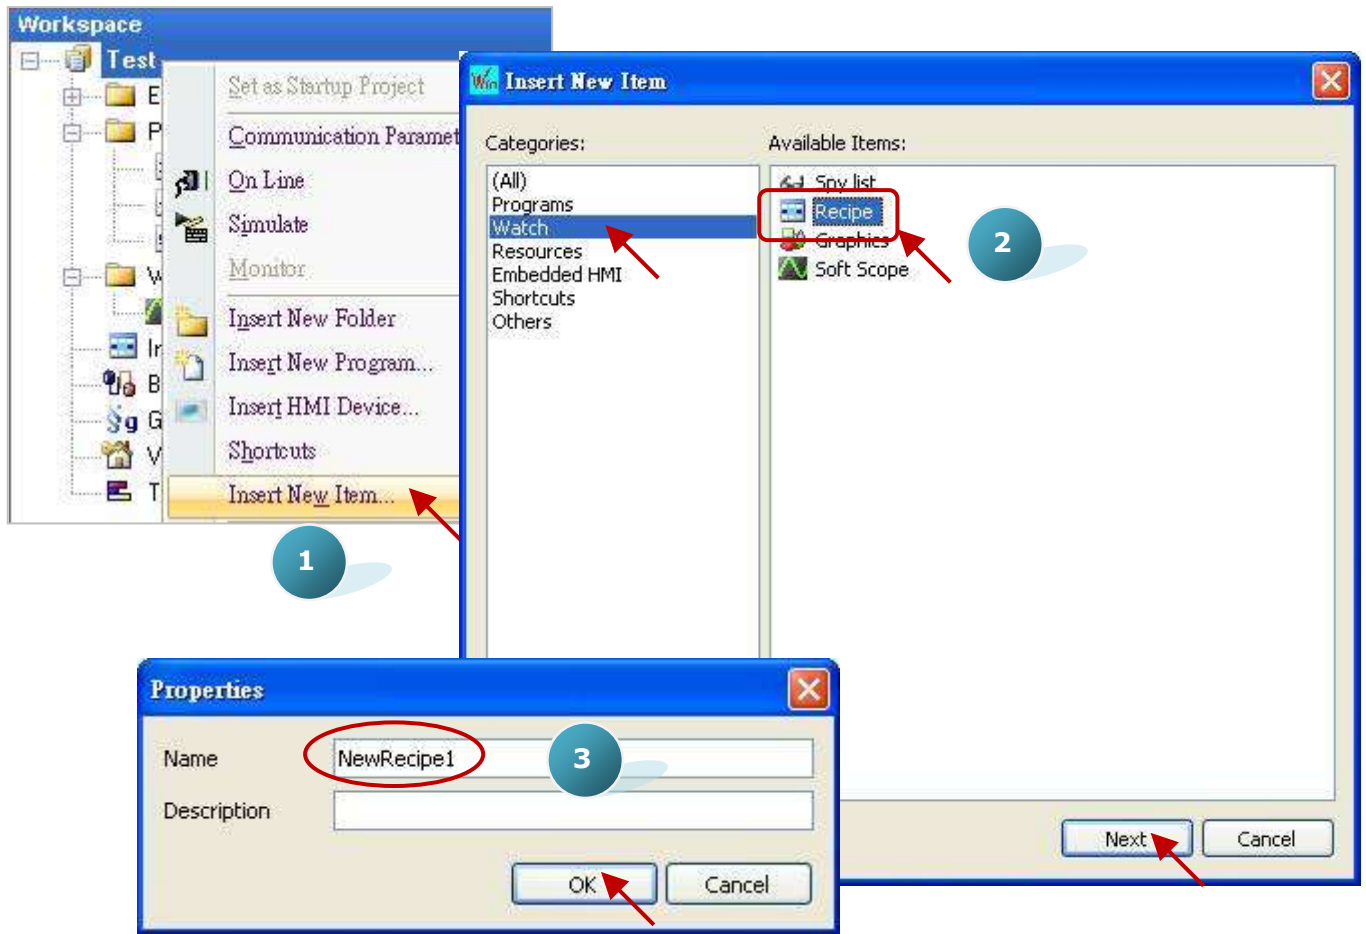 Workspace
Test
E
P
W
Ir
B
G
V
T
Set as Startup Project
Communication Paramet
On Line
Simulate
Monitor
Insert New Folder
Insert New Program...
Insert HMI Device...
Shortcuts
Insert New Item...
1
Win Insert New Item
Categories:
(All)
Programs
Watch
Resources
Embedded HMI
Shortcuts
Others
Available Items:
Spy list
Recipe
Graphics
Soft Scope
2
Next
Cancel
Properties
Name
NewRecipe1
3
Description
OK
Cancel